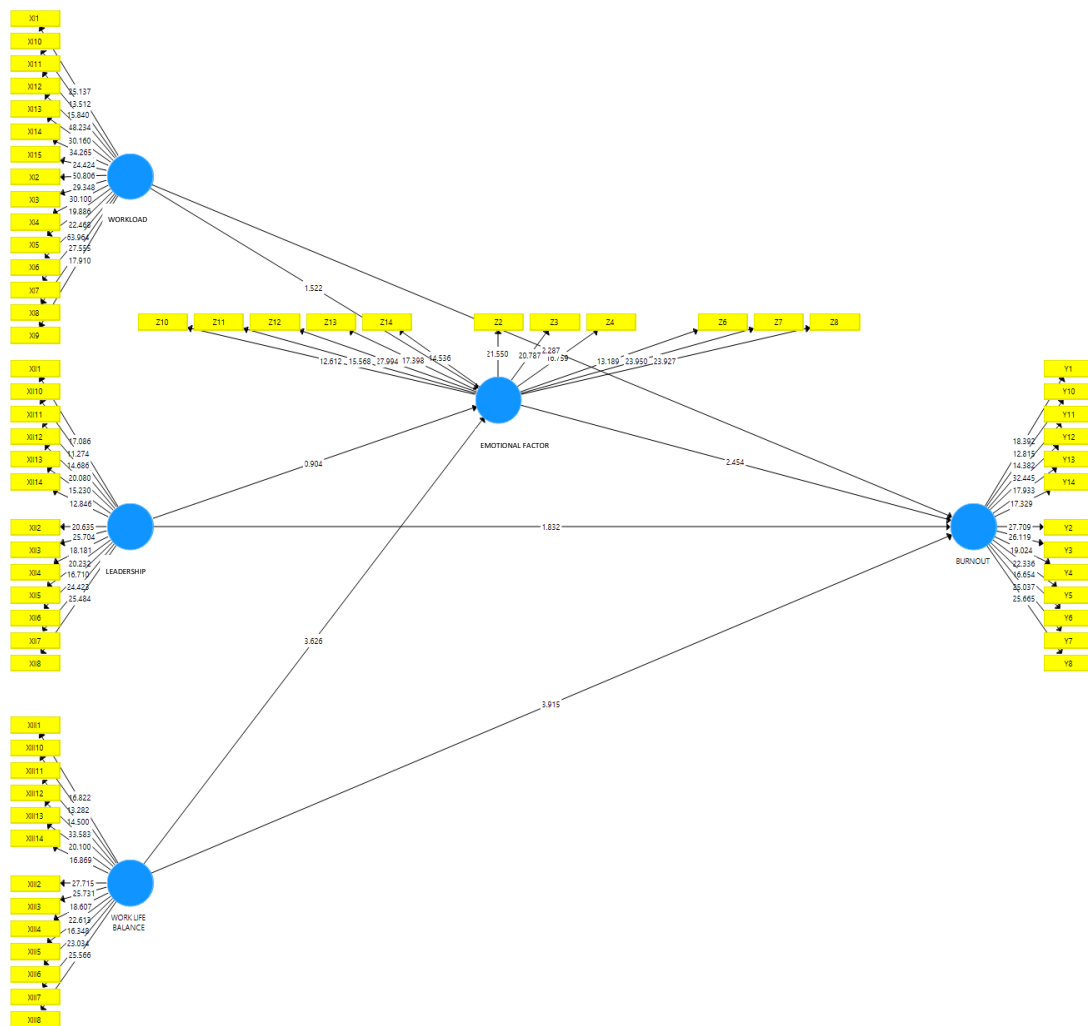 XI1
XI10
XI11
XI12
XI13
XI14
XI15
XI2
XI3
XI4
XI5
XI6
XI7
XI8
XI9
13.512
15.840
48.234
30.160
34.265
24.424
50.806
29.348
30.100
19.886
22.468
63.964
27.555
17.910
WORKLOAD
1.522
Z10
Z11
Z12
Z13
Z14
Z2
Z3
Z4
Z6
Z7
Z8
12.612
15.568
27.994
17.398
14.536
21.550
20.787
2.287
13.189
23.950
23.927
EMOTIONAL FACTOR
XII1
XII10
XII11
XII12
XII13
XII14
XII2
XII3
XII4
XII5
XII6
XII7
XII8
17.086
11.274
14.686
20.080
15.230
12.846
20.635
25.704
18.181
20.232
16.710
24.423
25.484
LEADERSHIP
0.904
2.454
1.832
3.626
3.915
Y1
Y10
Y11
Y12
Y13
Y14
Y2
Y3
Y4
Y5
Y6
Y7
Y8
18.392
12.815
14.382
32.445
17.933
17.329
27.709
26.119
19.024
22.336
16.654
25.665
BURNOUT
XIII1
XIII10
XIII11
XIII12
XIII13
XIII14
XIII2
XIII3
XIII4
XIII5
XIII6
XIII7
XIII8
16.822
13.282
14.500
33.583
20.100
16.869
27.715
25.731
18.607
22.613
16.348
23.034
25.566
WORK LIFE
BALANCE